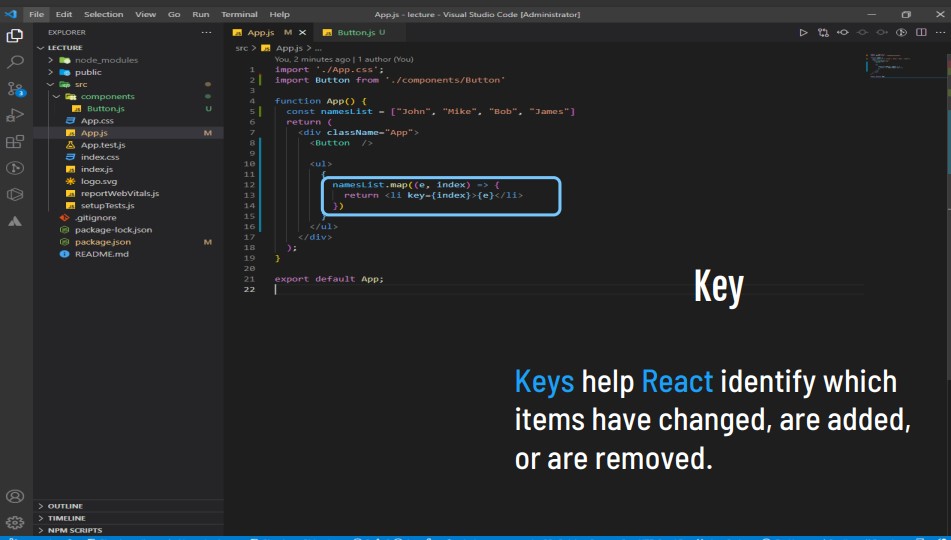 File Edit Selection View Go Run Terminal Help
App.js - lecture - Visual Studio Code [Administrator]
EXPLORER
App.js M
Button.js U
LECTURE
src > App.js > ...
node_modules
public
src
components
Button.js U
App.css
App.js M
App.test.js
index.css
index.js
logo.svg
reportWebVitals.js
setupTests.js
.gitignore
package-lock.json
package.json M
README.md
3
You, 2 minutes ago | 1 author (You)
1 import './App.css';
2 import Button from './components/Button'
3
4 function App() {
5 const namesList = ["John", "Mike", "Bob", "James"]
6 return (
7 <div className="App">
8 <Button />
9
10 <ul>
11 {
12 namesList.map((e, index) => {
13 return <li key={index}>{e}</li>
14 })
15 }
16 </ul>
17 </div>
18 );
19 }
20
21 export default App;
22
Key
Keys help React identify which
items have changed, are added,
or are removed.
OUTLINE
TIMELINE
NPM SCRIPTS